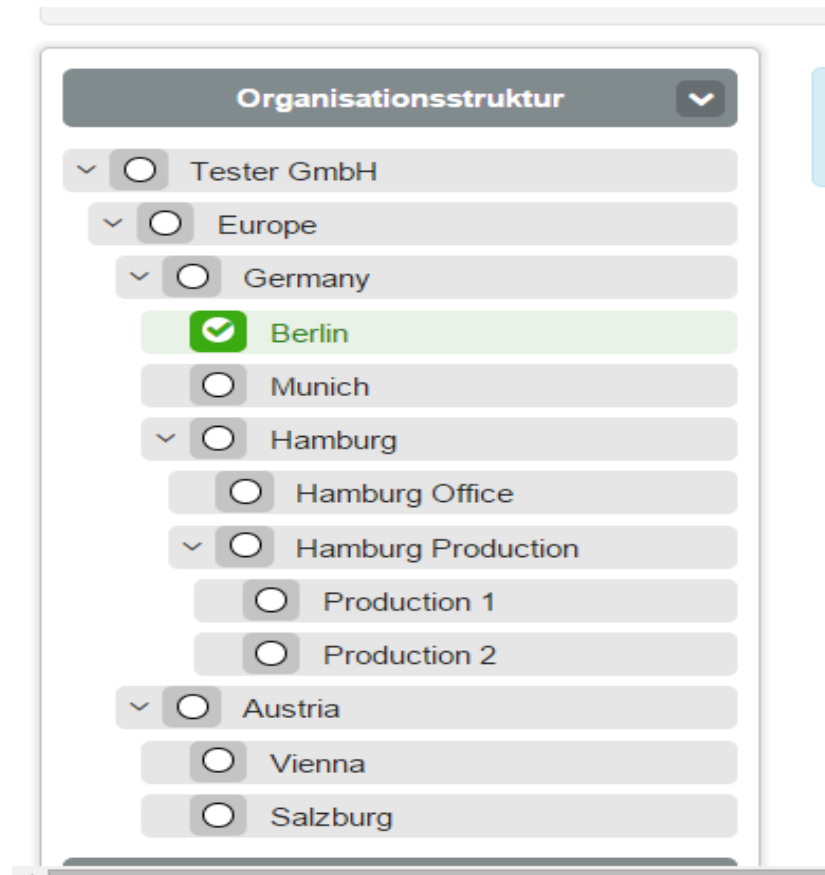 Organisationsstruktur
Tester GmbH
Europe
Germany
Berlin
Munich
Hamburg
Hamburg Office
Hamburg Production
Production 1
Production 2
Austria
Vienna
Salzburg